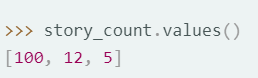 >>> story_count.values()
[100, 12, 5]